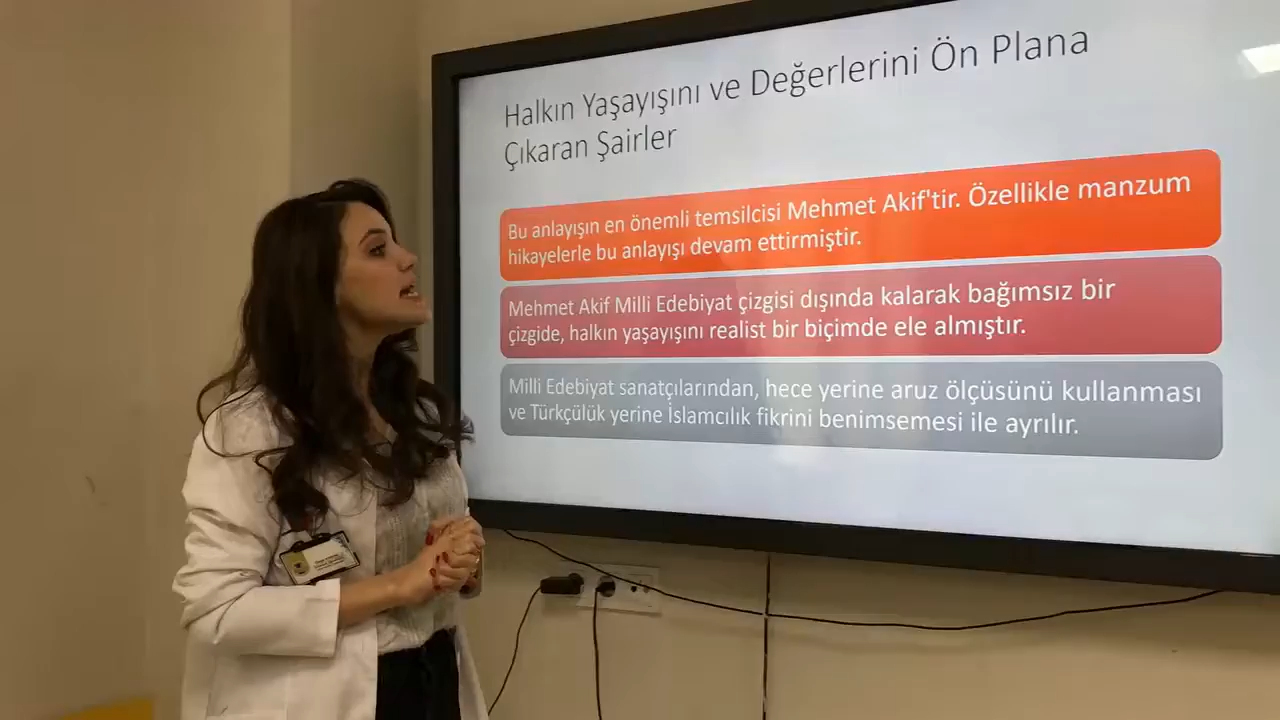 Halkın Yaşayışını ve Değerlerini Ön Plana
Çıkaran Şairler
Bu anlayışın en önemli temsilcisi Mehmet Akif'tir. Özellikle manzum
hikayelerle bu anlayışı devam ettirmiştir.
Mehmet Akif Milli Edebiyat çizgisi dışında kalarak bağımsız bir
çizgide, halkın yaşayışını realist bir biçimde ele almıştır.
Milli Edebiyat sanatçılarından, hece yerine aruz ölçüsünü kullanması
ve Türkçülük yerine İslamcılık fikrini benimsemesi ile ayrılır.